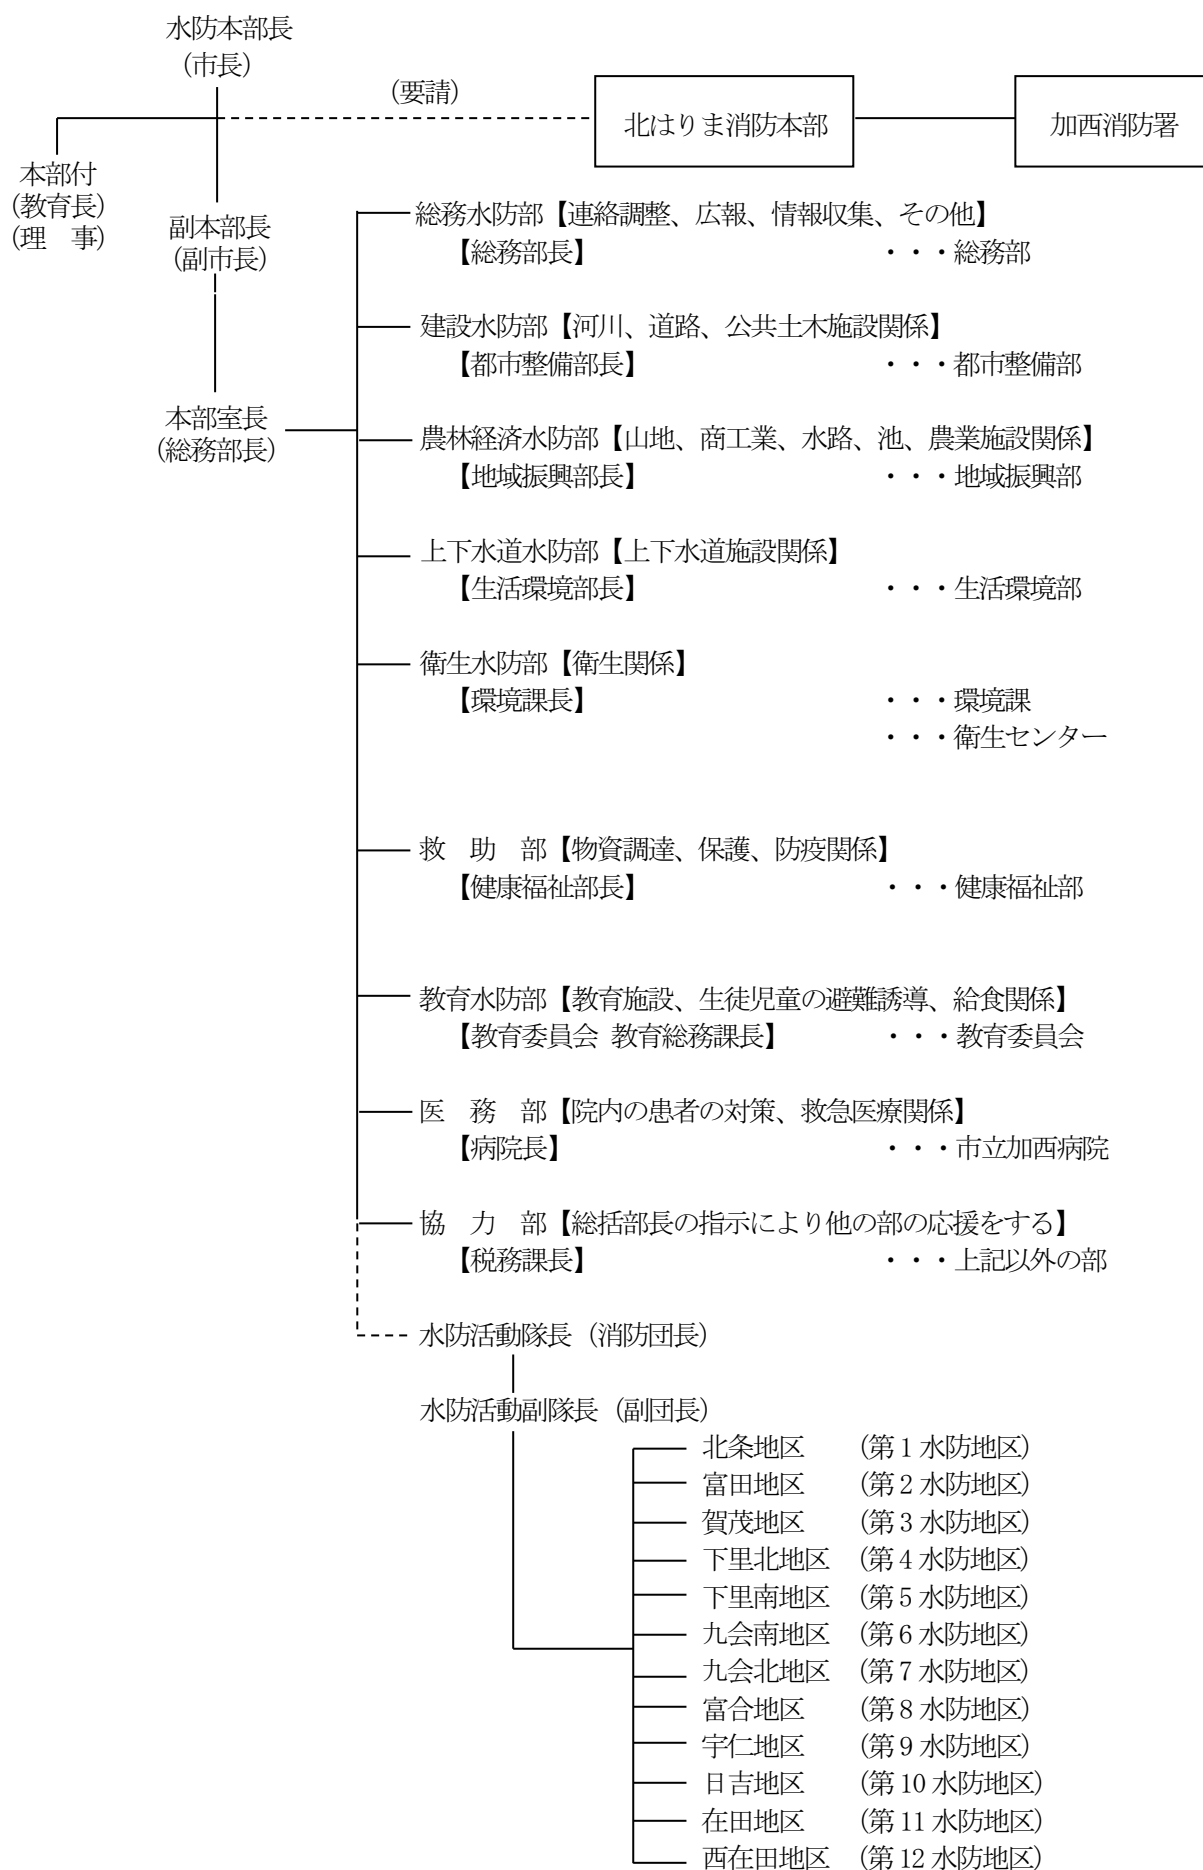 水防本部長
(市長)
(要請)
北はりま消防本部
加西消防署
本部付
(教育長)
(理　事)
副本部長
(副市長)
本部室長
(総務部長)
総務水防部【連絡調整、広報、情報収集、その他】
【総務部長】　・・・総務部
建設水防部【河川、道路、公共土木施設関係】
【都市整備部長】　・・・都市整備部
農林経済水防部【山地、商工業、水路、池、農業施設関係】
【地域振興部長】　・・・地域振興部
上下水道水防部【上下水道施設関係】
【生活環境部長】　・・・生活環境部
衛生水防部【衛生関係】
【環境課長】　・・・環境課
・・・衛生センター
救　助　部【物資調達、保護、防疫関係】
【健康福祉部長】　・・・健康福祉部
教育水防部【教育施設、生徒児童の避難誘導、給食関係】
【教育委員会 教育総務課長】　・・・教育委員会
医　務　部【院内の患者の対策、救急医療関係】
【病院長】　・・・市立加西病院
協　力　部【総括部長の指示により他の部の応援をする】
【税務課長】　・・・上記以外の部
水防活動隊長（消防団長）
水防活動副隊長（副団長）
北条地区　（第1水防地区）
富田地区　（第2水防地区）
賀茂地区　（第3水防地区）
下里北地区　（第4水防地区）
下里南地区　（第5水防地区）
九会南地区　（第6水防地区）
九会北地区　（第7水防地区）
富合地区　（第8水防地区）
宇仁地区　（第9水防地区）
日吉地区　（第10水防地区）
在田地区　（第11水防地区）
西在田地区　（第12水防地区）